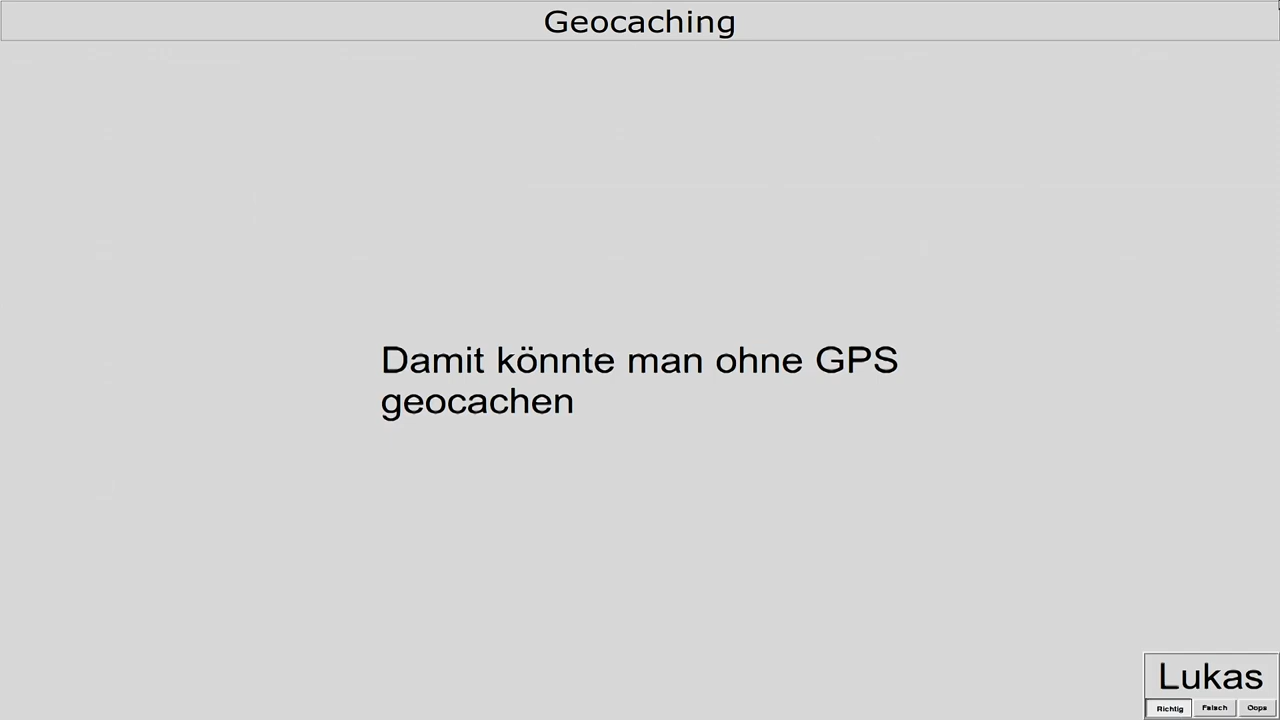 Geocaching
Damit könnte man ohne GPS
geocachen
Lukas
Richtig Falsch Oops